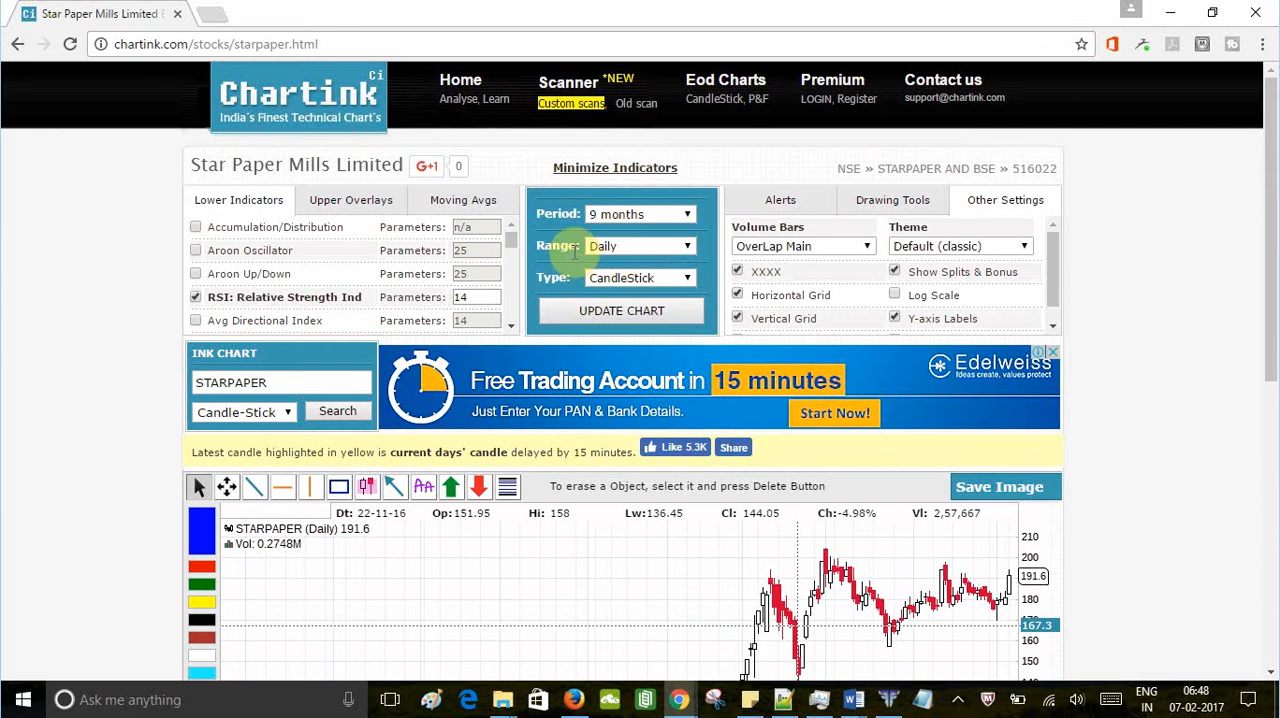 Star Paper Mills Limited
chartink.com/stocks/starpaper.html
Chartink Ci
India's Finest Technical Chart's
Home
Analyse, Learn
Scanner *NEW
Custom scans, Old scan
Eod Charts
CandleStick, P&F
Premium
LOGIN, Register
Contact us
support@chartink.com
Star Paper Mills Limited G+1 0
Minimize Indicators
NSE » STARPAPER AND BSE » 516022
Lower Indicators Upper Overlays Moving Avgs
Accumulation/Distribution Parameters: n/a
Aroon Oscillator Parameters: 25
Aroon Up/Down Parameters: 25
RSI: Relative Strength Ind 14
Avg Directional Index Parameters: 14
Period: 9 months
Range: Daily
Type: CandleStick
UPDATE CHART
Alerts Drawing Tools Other Settings
Volume Bars Theme
OverLap Main Default (classic)
XXXX Show Splits & Bonus
Horizontal Grid Log Scale
Vertical Grid Y-axis Labels
INK CHART
STARPAPER
Candle-Stick Search
Free Trading Account in 15 minutes
Just Enter Your PAN & Bank Details. Start Now!
Edelweiss
Ideas create, values protect
Latest candle highlighted in yellow is current days' candle delayed by 15 minutes. Like 5.3K Share
To erase a Object, select it and press Delete Button
Save Image
Dt: 22-11-16 Op:151.95 Hi: 158 Lw:136.45 Cl: 144.05 Ch:-4.98% Vl: 2,57,667
STARPAPER (Daily) 191.6
Vol: 0.2748M
210
200
191.6
180
167.3
160
150
Ask me anything
ENG
IN
06:48
07-02-2017